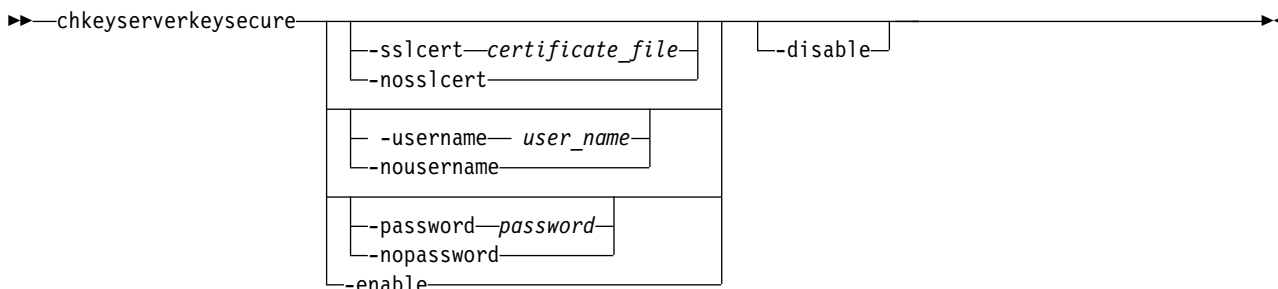 chkeyserverkeysecure
-sslcert certificate_file
-disable
-nosslcert
-username user_name
-nousername
-password password
-nopassword
-enable